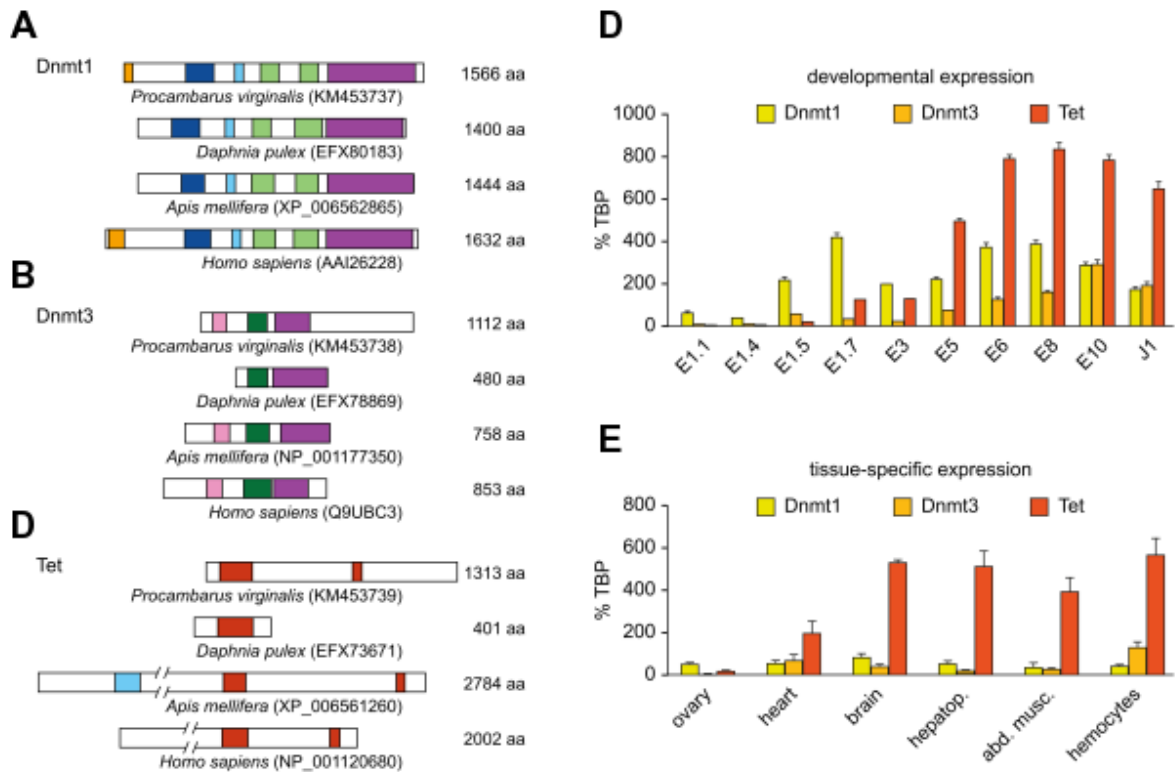 A
Dnmt1
1566 aa
Procambarus virginalis (KM453737)
1400 aa
Daphnia pulex (EFX80183)
1444 aa
Apis mellifera (XP_006562865)
1632 aa
Homo sapiens (AAI26228)
B
Dnmt3
1112 aa
Procambarus virginalis (KM453738)
480 aa
Daphnia pulex (EFX78869)
758 aa
Apis mellifera (NP_001177350)
853 aa
Homo sapiens (Q9UBC3)
D
Tet
1313 aa
Procambarus virginalis (KM453739)
401 aa
Daphnia pulex (EFX73671)
2784 aa
Apis mellifera (XP_006561260)
2002 aa
Homo sapiens (NP_001120680)
D
developmental expression
Dnmt1 Dnmt3 Tet
% TBP
1000
800
600
400
200
0
E1.1 E1.4 E1.5 E1.7 E3 E5 E6 E8 E10 J1
E
tissue-specific expression
Dnmt1 Dnmt3 Tet
% TBP
800
600
400
200
0
ovary heart brain hepatop. abd. musc. hemocytes